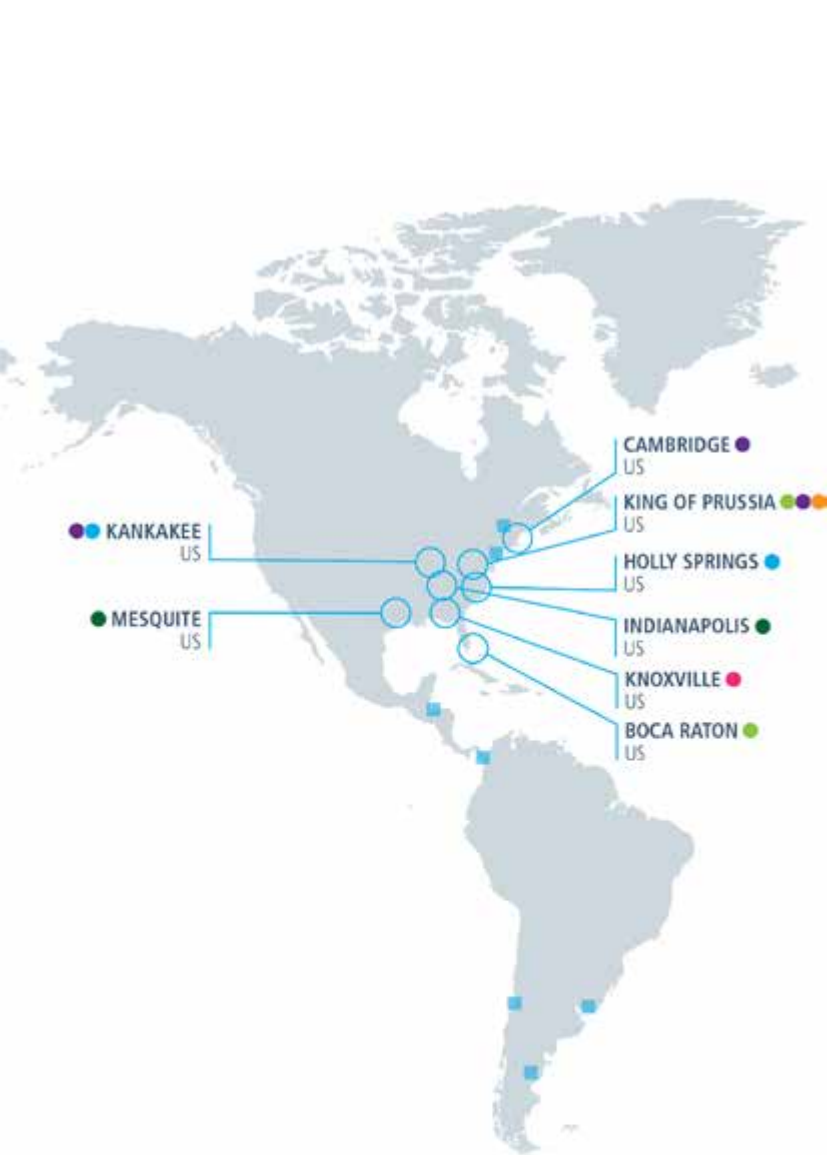 CAMBRIDGE
US
KING OF PRUSSIA
US
KANKAKEE
US
HOLLY SPRINGS
US
MESQUITE
US
INDIANAPOLIS
US
KNOXVILLE
US
BOCA RATON
US